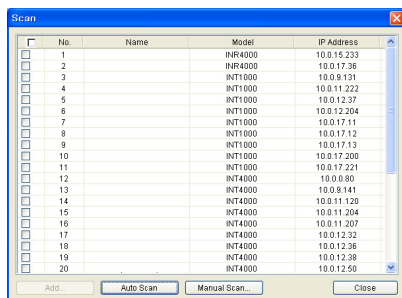 Scan
No. Name Model IP Address
1 INR4000 10.0.15.233
2 INR4000 10.0.17.36
3 INT1000 10.0.9.131
4 INT1000 10.0.11.222
5 INT1000 10.0.12.37
6 INT1000 10.0.12.204
7 INT1000 10.0.17.11
8 INT1000 10.0.17.12
9 INT1000 10.0.17.13
10 INT1000 10.0.17.200
11 INT1000 10.0.17.221
12 INT4000 10.0.0.80
13 INT4000 10.0.9.141
14 INT4000 10.0.11.120
15 INT4000 10.0.11.204
16 INT4000 10.0.11.207
17 INT4000 10.0.12.32
18 INT4000 10.0.12.36
19 INT4000 10.0.12.38
20 INT4000 10.0.12.50
Add... Auto Scan Manual Scan... Close